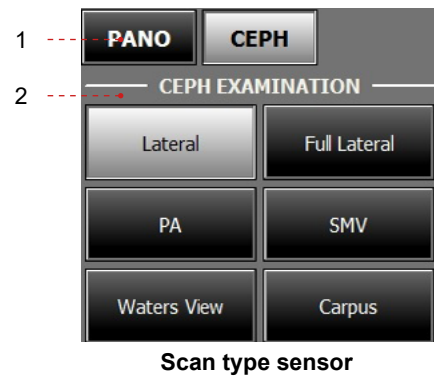 1 PANO CEPH
2 CEPH EXAMINATION
Lateral Full Lateral
PA SMV
Waters View Carpus
Scan type sensor